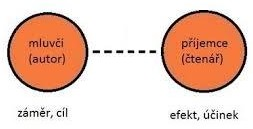 mluvčí
(autor)
příjemce
(čtenář)
záměr, cíl
efekt, účinek